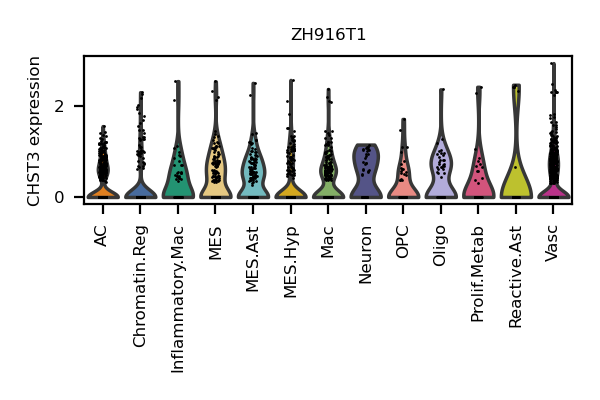 ZH916T1
CHST3 expression
2
0
AC
Chromatin.Reg
Inflammatory.Mac
MES
MES.Ast
MES.Hyp
Mac
Neuron
OPC
Oligo
Prolif.Metab
Reactive.Ast
Vasc